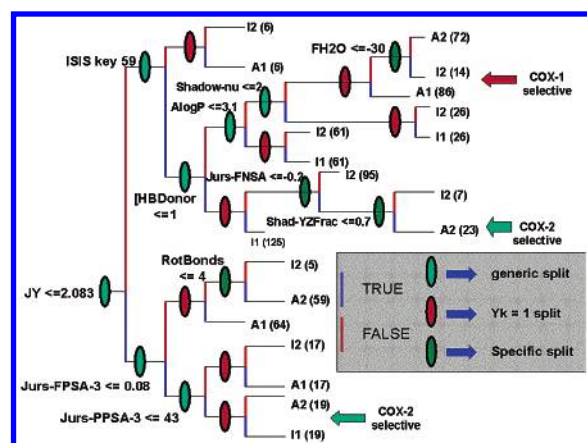 I2 (6)
A2 (72)
FH2O <=-30
ISIS key 59
A1 (6)
I2 (14)
COX-1
selective
Shadow-nu <=2
A1 (86)
AlogP <=3.1
I2 (26)
I2 (61)
I1 (26)
I1 (61)
Jurs-FNSA <=-0.2
I2 (95)
I2 (7)
[HBDonor
<=1
Shad-YZFrac <=0.7
A2 (23)
COX-2
selective
I1 (125)
RotBonds
<= 4
I2 (5)
JY <=2.083
A2 (59)
A1 (64)
TRUE
FALSE
generic split
Yk = 1 split
Specific split
I2 (17)
Jurs-FPSA-3 <= 0.08
A1 (17)
A2 (19)
Jurs-PPSA-3 <= 43
COX-2
selective
I1 (19)